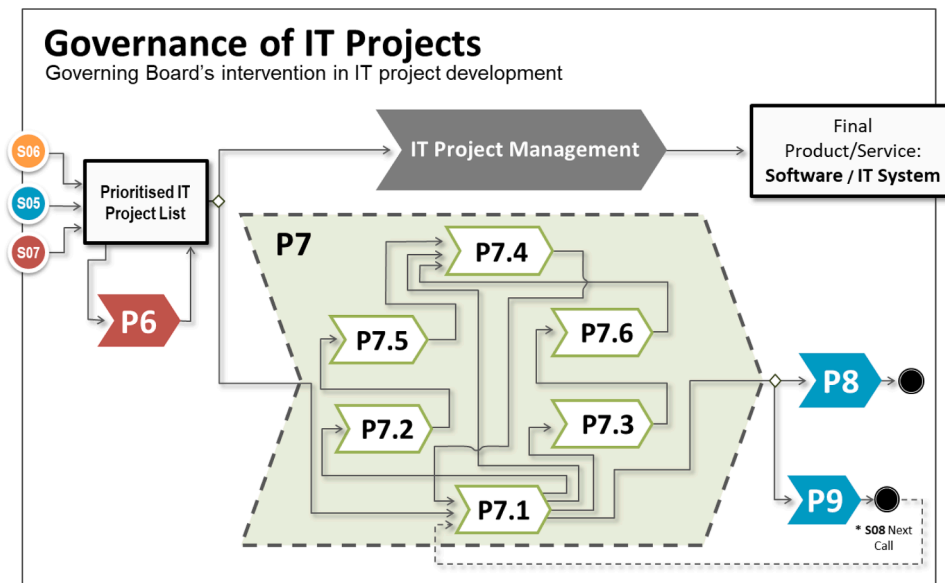 Governance of IT Projects
Governing Board's intervention in IT project development
S06
S05
S07
Prioritised IT
Project List
IT Project Management
Final
Product/Service:
Software / IT System
P6
P7
P7.4
P7.5
P7.6
P7.2
P7.3
P7.1
P8
P9
* S08 Next
Call